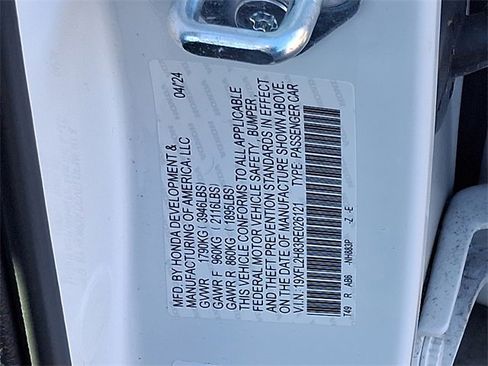 MFD. BY HONDA DEVELOPMENT & 04/24
MANUFACTURING OF AMERICA, LLC
GVWR 1790KG ( 3946LBS)
GAWR F 960KG ( 2116LBS)
GAWR R 860KG ( 1895LBS)
THIS VEHICLE CONFORMS TO ALL APPLICABLE
FEDERAL MOTOR VEHICLE SAFETY, BUMPER,
AND THEFT PREVENTION STANDARDS IN EFFECT
ON THE DATE OF MANUFACTURE SHOWN ABOVE.
V.I.N: 19XFL2H83RE026121 TYPE: PASSENGER CAR
T49 R AB6 NH883P -Z -E